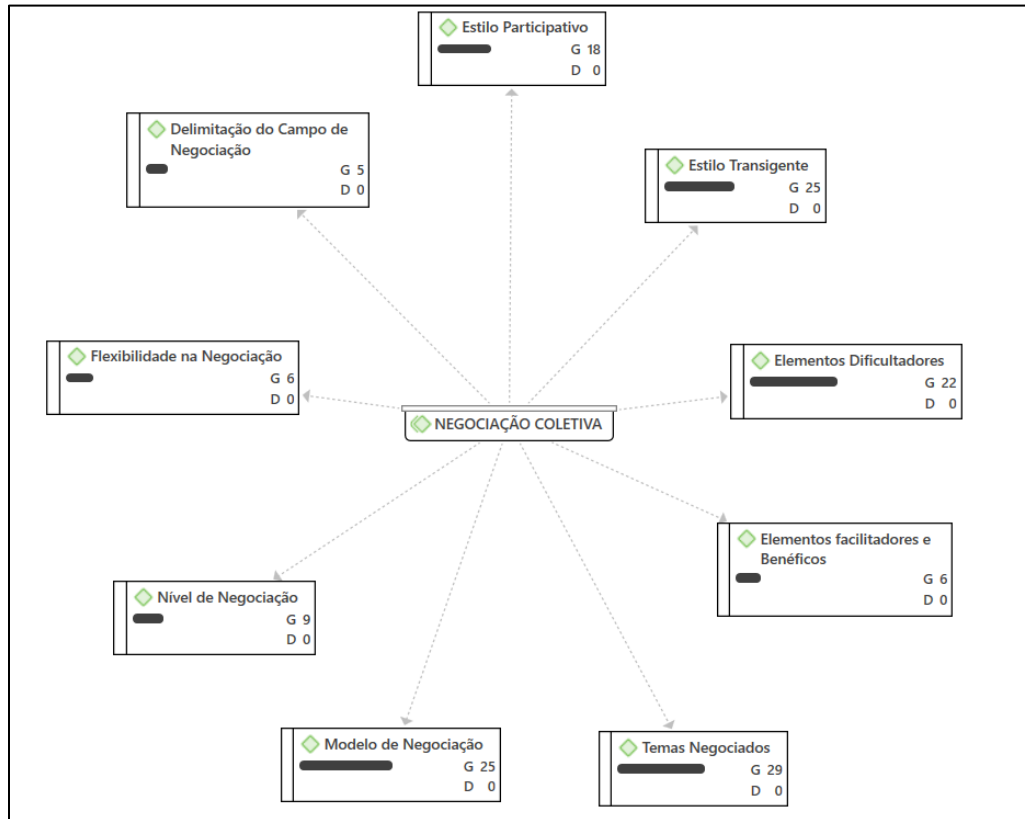 Estilo Participativo
G 18
D 0
Delimitação do Campo de
Negociação
G 5
D 0
Estilo Transigente
G 25
D 0
Flexibilidade na Negociação
G 6
D 0
Elementos Dificultadores
G 22
D 0
NEGOCIAÇÃO COLETIVA
Elementos facilitadores e
Benéficos
G 6
D 0
Nível de Negociação
G 9
D 0
Modelo de Negociação
G 25
D 0
Temas Negociados
G 29
D 0